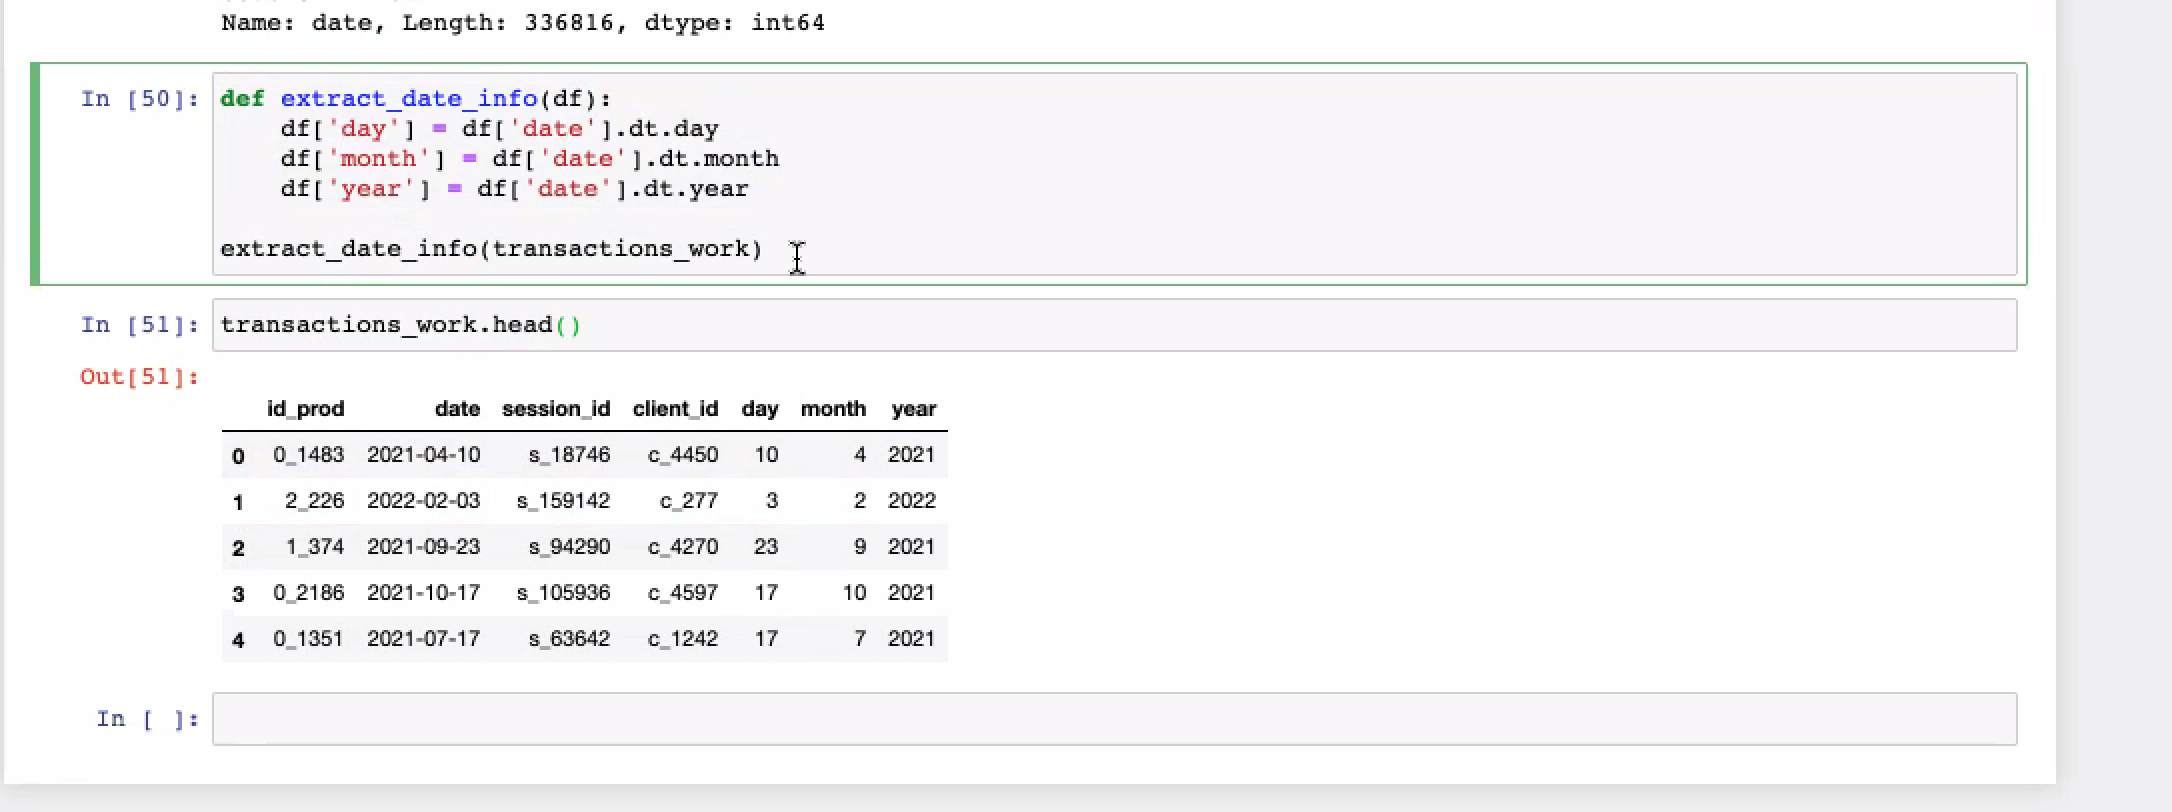 Name: date, Length: 336816, dtype: int64
In [50]: def extract_date_info(df):
    df['day'] = df['date'].dt.day
    df['month'] = df['date'].dt.month
    df['year'] = df['date'].dt.year
extract_date_info(transactions_work)
In [51]: transactions_work.head()
Out[51]:
id_prod date session_id client_id day month year
0 0_1483 2021-04-10 s_18746 c_4450 10 4 2021
1 2_226 2022-02-03 s_159142 c_277 3 2 2022
2 1_374 2021-09-23 s_94290 c_4270 23 9 2021
3 0_2186 2021-10-17 s_105936 c_4597 17 10 2021
4 0_1351 2021-07-17 s_63642 c_1242 17 7 2021
In [ ]: